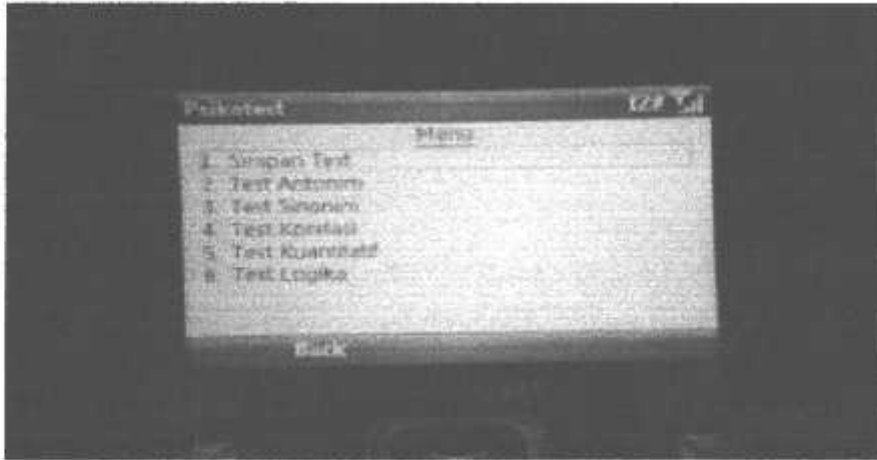 Psikotest 123
Menu
1. Simpan Test
2. Test Antonim
3. Test Sinonim
4. Test Korelasi
5. Test Kuantitatif
6. Test Logika
Back